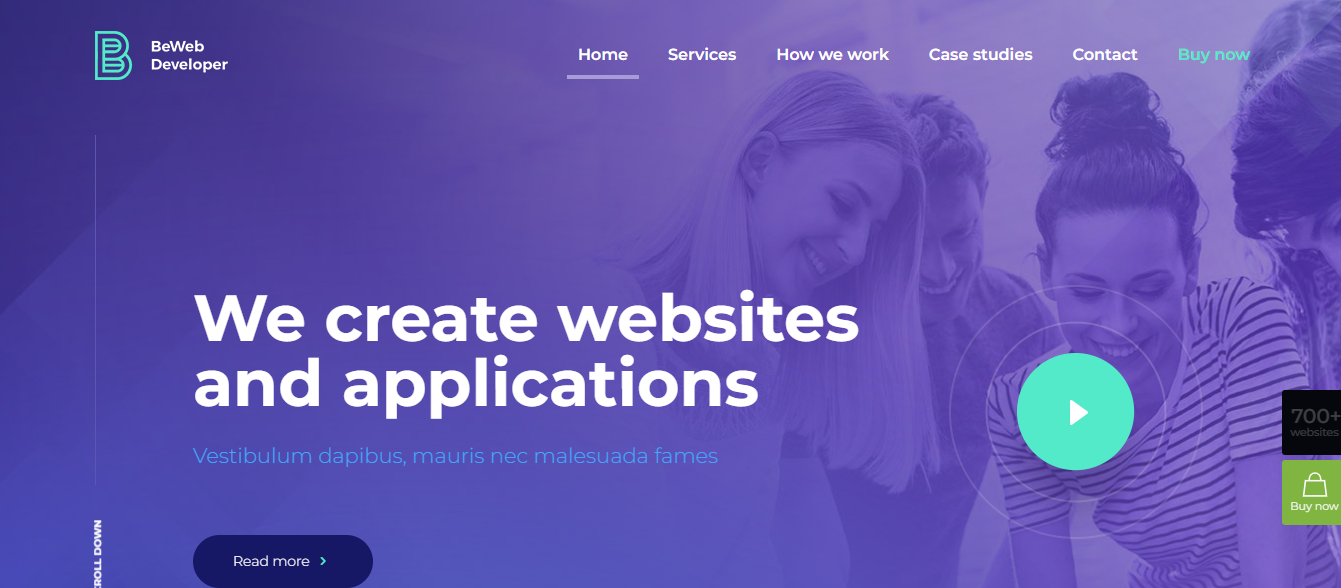 BeWeb
Developer
Home Services How we work Case studies Contact Buy now
We create websites
and applications
Vestibulum dapibus, mauris nec malesuada fames
700+
websites
Buy now
DOWN
Read more